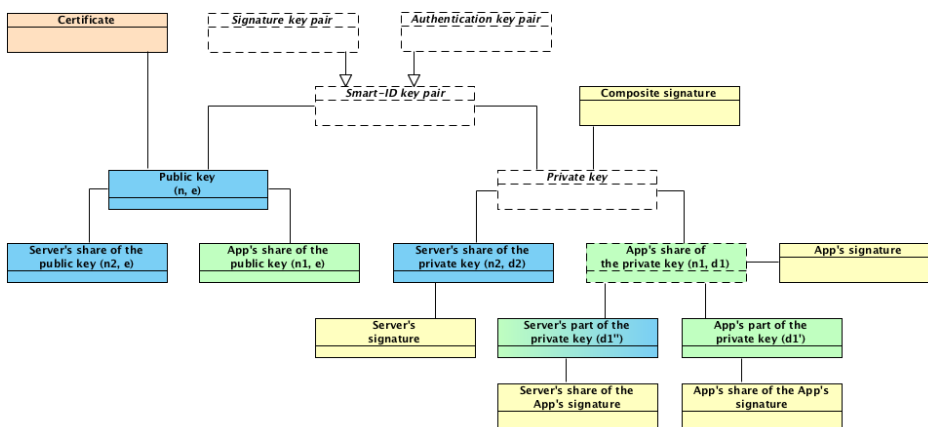 Certificate
Signature key pair
Authentication key pair
Smart-ID key pair
Composite signature
Public key
(n, e)
Private key
Server's share of the
public key (n2, e)
App's share of the
public key (n1, e)
Server's share of the
private key (n2, d2)
App's share of
the private key (n1, d1)
App's signature
Server's
signature
Server's part of the
private key (d1'')
App's part of the
private key (d1')
Server's share of the
App's signature
App's share of the App's
signature